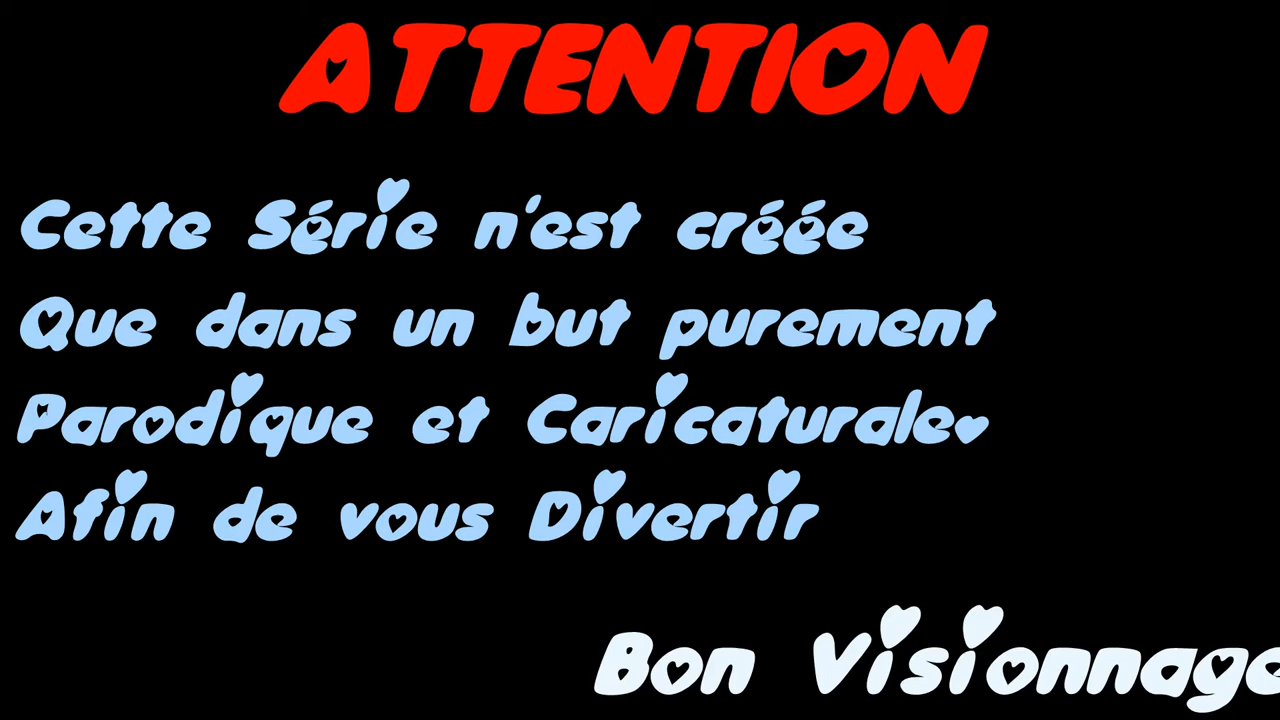 ATTENTION
Cette Série n'est créée
Que dans un but purement
Parodique et Caricaturale.
Afin de vous Divertir
Bon Visionnage